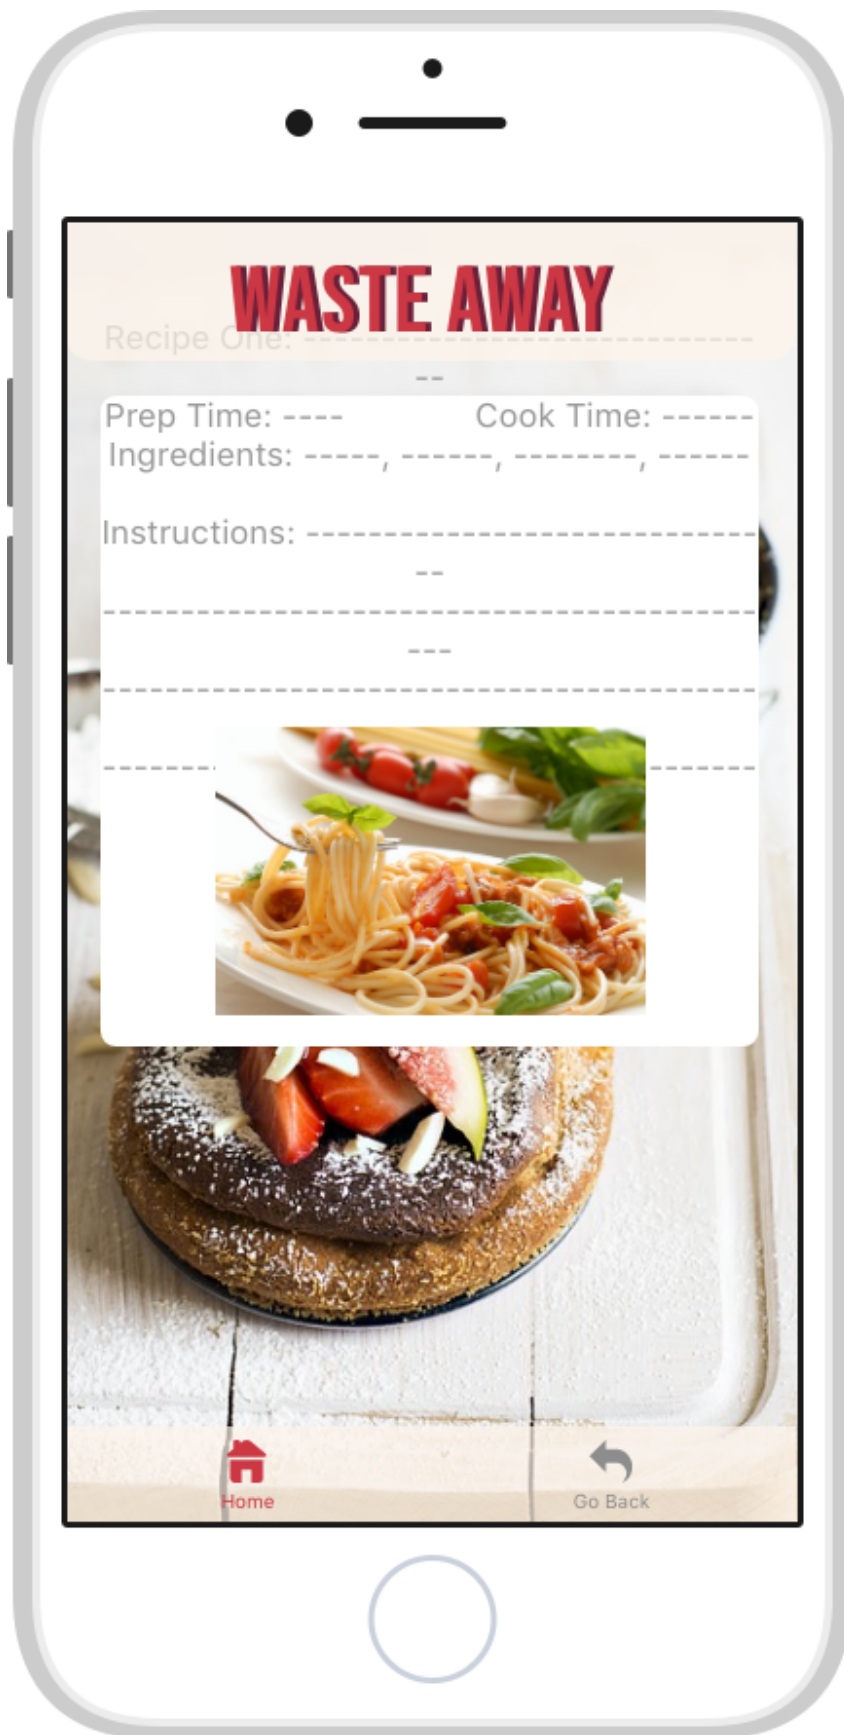 WASTE AWAY
Recipe One: -----------------------------
--
Prep Time: ---- Cook Time: ------
Ingredients: -----, ------, --------, ------
Instructions: -----------------------------
--
------------------------------------------
---
------------------------------------------
------- -------
Home Go Back